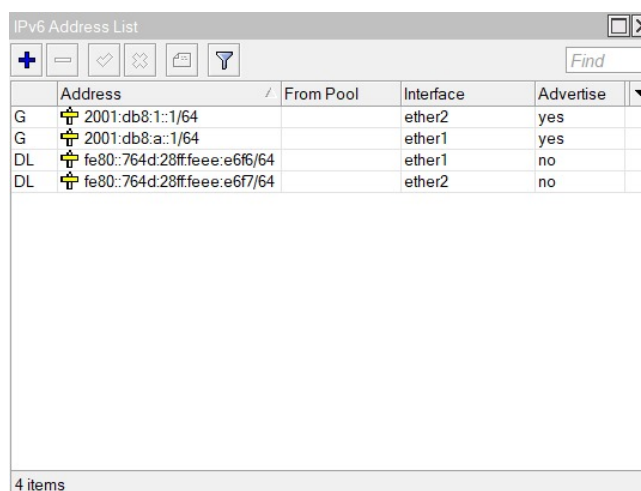 IPv6 Address List
Find
Address From Pool Interface Advertise
G 2001:db8:1::1/64 ether2 yes
G 2001:db8:a::1/64 ether1 yes
DL fe80::764d:28ff:feee:e6f6/64 ether1 no
DL fe80::764d:28ff:feee:e6f7/64 ether2 no
4 items